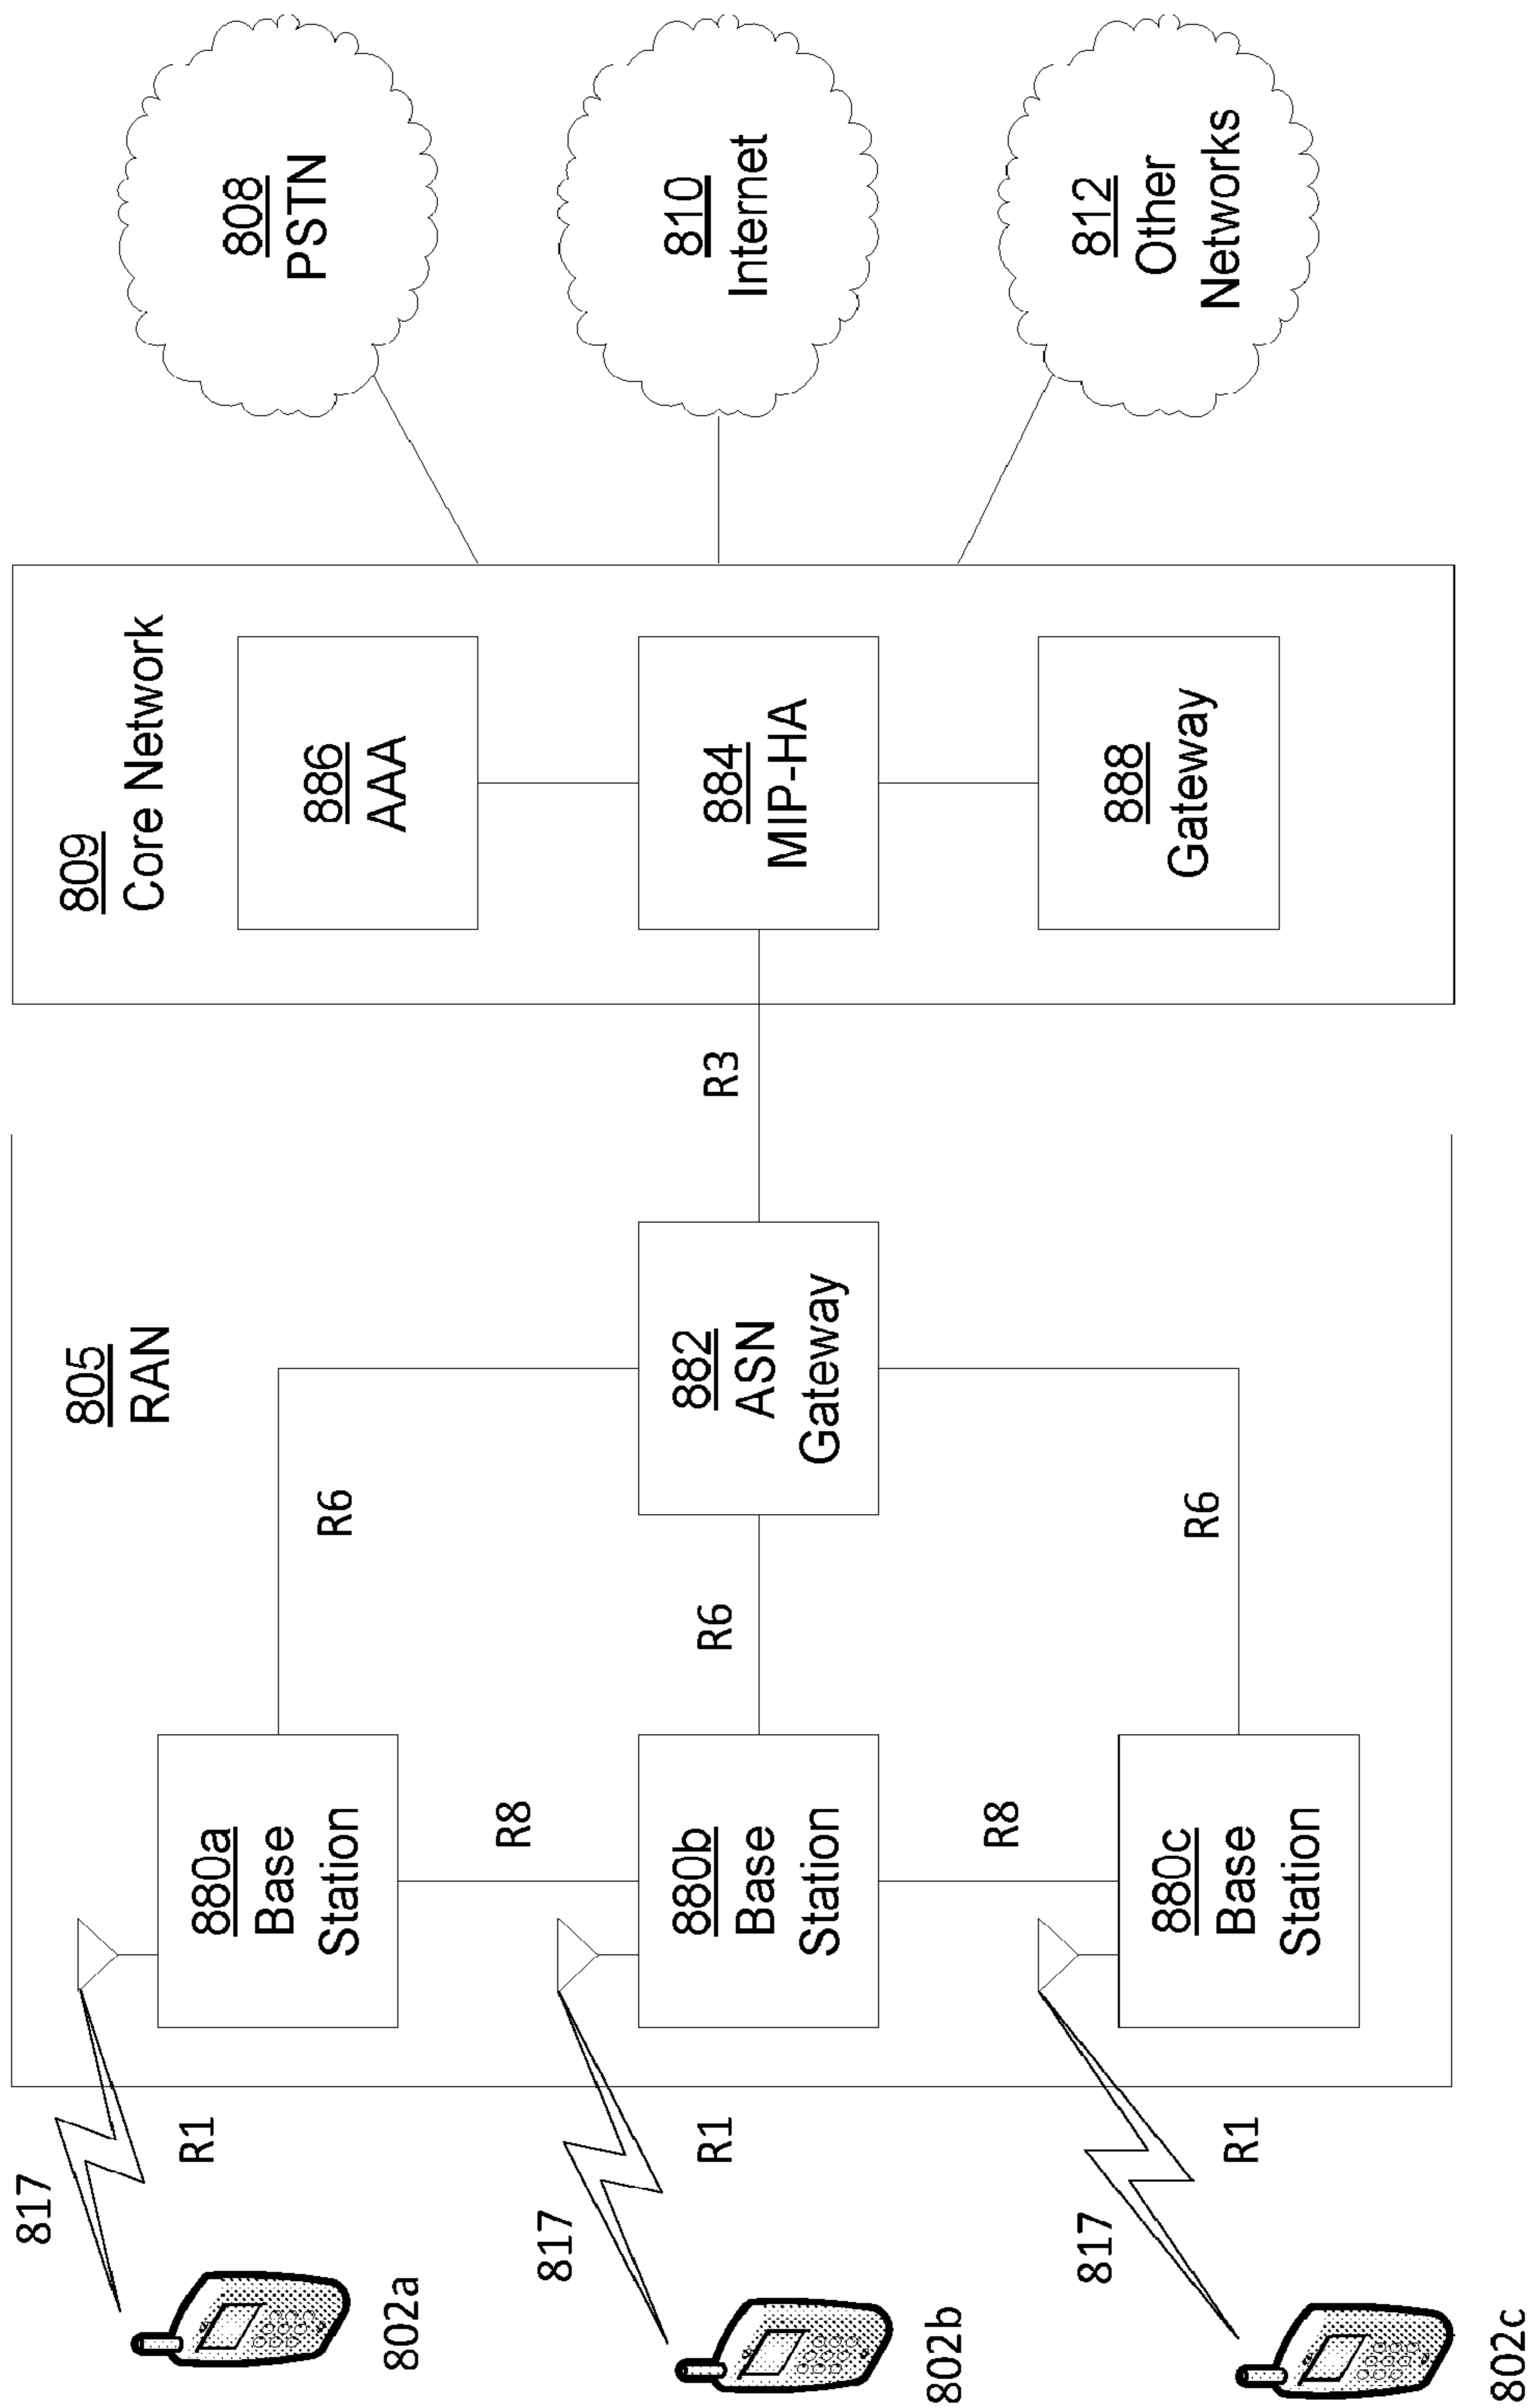 817
R1
802a
817
R1
802b
817
R1
802c
805
RAN
880a
Base
Station
R8
880b
Base
Station
R8
880c
Base
Station
R6
R6
R6
882
ASN
Gateway
R3
809
Core Network
886
AAA
884
MIP-HA
888
Gateway
808
PSTN
810
Internet
812
Other
Networks